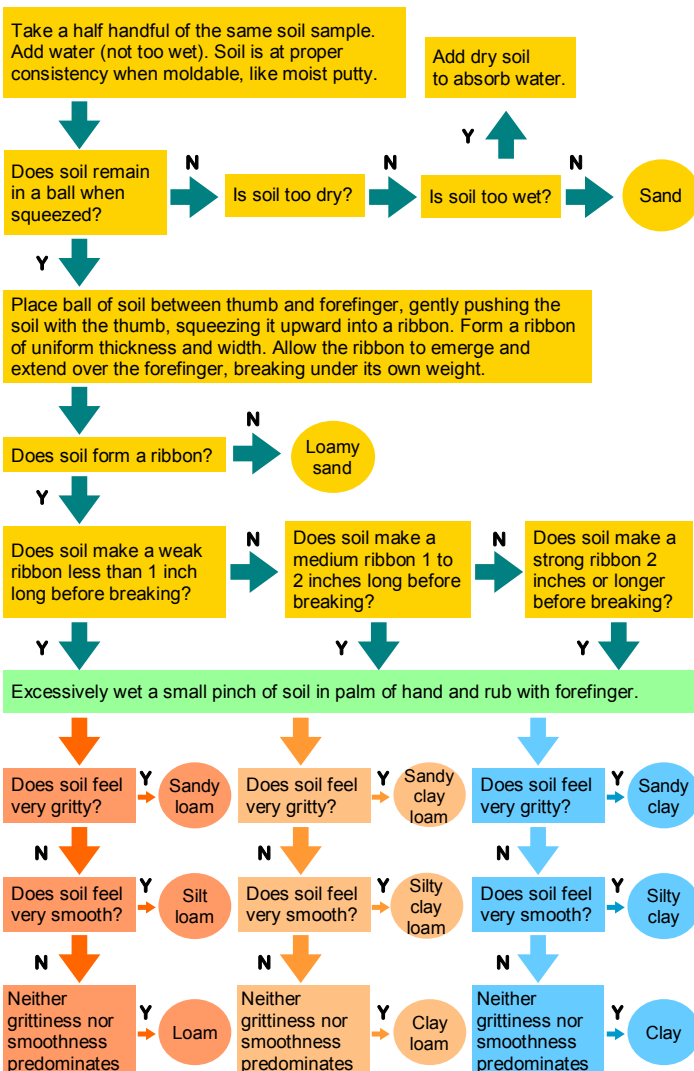 Take a half handful of the same soil sample.
Add water (not too wet). Soil is at proper
consistency when moldable, like moist putty.
Add dry soil
to absorb water.
Y
Does soil remain
in a ball when
squeezed?
N
Is soil too dry?
N
Is soil too wet?
N
Sand
Y
Place ball of soil between thumb and forefinger, gently pushing the
soil with the thumb, squeezing it upward into a ribbon. Form a ribbon
of uniform thickness and width. Allow the ribbon to emerge and
extend over the forefinger, breaking under its own weight.
Does soil form a ribbon?
N
Loamy
sand
Y
Does soil make a weak
ribbon less than 1 inch
long before breaking?
N
Does soil make a
medium ribbon 1 to
2 inches long before
breaking?
N
Does soil make a
strong ribbon 2
inches or longer
before breaking?
Y
Y
Y
Excessively wet a small pinch of soil in palm of hand and rub with forefinger.
Does soil feel
very gritty?
Y
Sandy
loam
Does soil feel
very gritty?
Y
Sandy
clay
loam
Does soil feel
very gritty?
Y
Sandy
clay
N
N
N
Does soil feel
very smooth?
Y
Silt
loam
Does soil feel
very smooth?
Y
Silty
clay
loam
Does soil feel
very smooth?
Y
Silty
clay
N
N
N
Neither
grittiness nor
smoothness
predominates
Y
Loam
Neither
grittiness nor
smoothness
predominates
Y
Clay
loam
Neither
grittiness nor
smoothness
predominates
Y
Clay